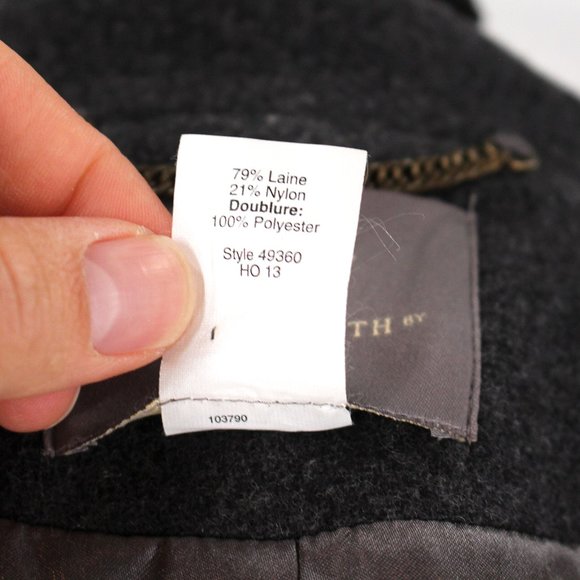 79% Laine
21% Nylon
Doublure:
100% Polyester
Style 49360
HO 13
TH BY
103790